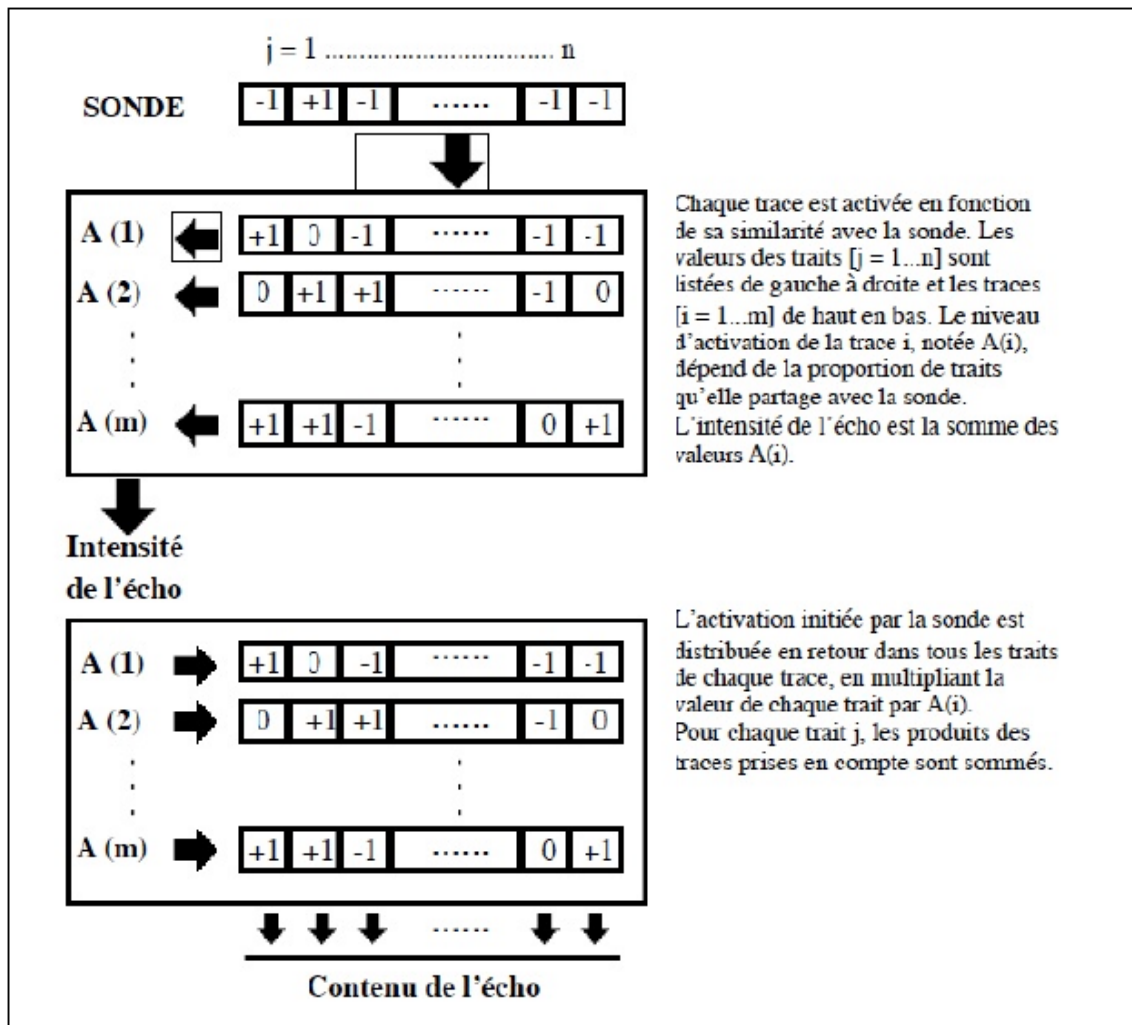 j = 1 ................................ n
SONDE -1 +1 -1 ...... -1 -1
A (1) +1 0 -1 ...... -1 -1
A (2) 0 +1 +1 ...... -1 0
A (m) +1 +1 -1 ...... 0 +1
Chaque trace est activée en fonction
de sa similarité avec la sonde. Les
valeurs des traits [j = 1...n] sont
listées de gauche à droite et les traces
[i = 1...m] de haut en bas. Le niveau
d'activation de la trace i, notée A(i),
dépend de la proportion de traits
qu'elle partage avec la sonde.
L'intensité de l'écho est la somme des
valeurs A(i).
Intensité
de l'écho
A (1) +1 0 -1 ...... -1 -1
A (2) 0 +1 +1 ...... -1 0
A (m) +1 +1 -1 ...... 0 +1
L'activation initiée par la sonde est
distribuée en retour dans tous les traits
de chaque trace, en multipliant la
valeur de chaque trait par A(i).
Pour chaque trait j, les produits des
traces prises en compte sont sommés.
......
Contenu de l'écho